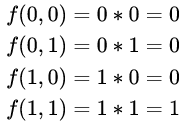 f(0,0) = 0 * 0 = 0
f(0,1) = 0 * 1 = 0
f(1,0) = 1 * 0 = 0
f(1,1) = 1 * 1 = 1